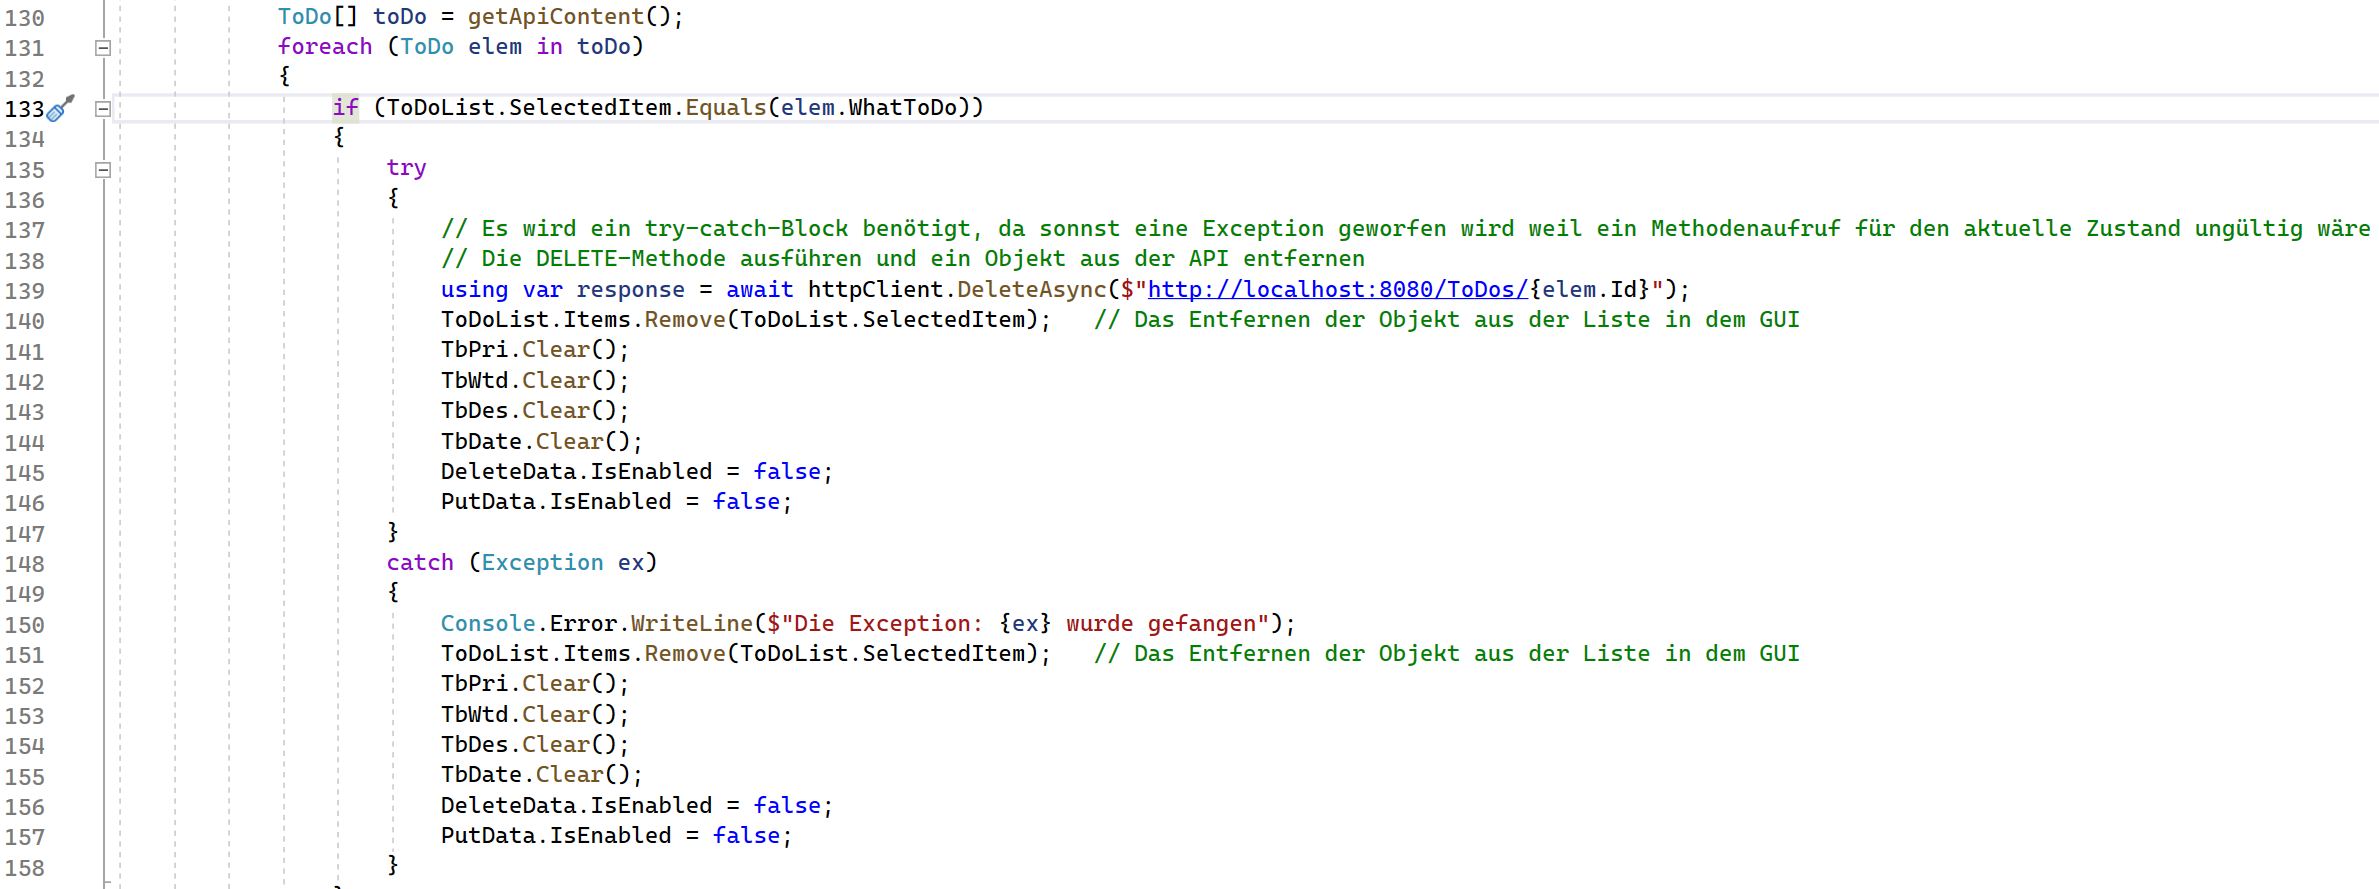 130 ToDo[] toDo = getApiContent();
131 foreach (ToDo elem in toDo)
132 {
133 if (ToDoList.SelectedItem.Equals(elem.WhatToDo))
134 {
135 try
136 {
137 // Es wird ein try-catch-Block benötigt, da sonnst eine Exception geworfen wird weil ein Methodenaufruf für den aktuelle Zustand ungültig wäre
138 // Die DELETE-Methode ausführen und ein Objekt aus der API entfernen
139 using var response = await httpClient.DeleteAsync($"http://localhost:8080/ToDos/{elem.Id}");
140 ToDoList.Items.Remove(ToDoList.SelectedItem); // Das Entfernen der Objekt aus der Liste in dem GUI
141 TbPri.Clear();
142 TbWtd.Clear();
143 TbDes.Clear();
144 TbDate.Clear();
145 DeleteData.IsEnabled = false;
146 PutData.IsEnabled = false;
147 }
148 catch (Exception ex)
149 {
150 Console.Error.WriteLine($"Die Exception: {ex} wurde gefangen");
151 ToDoList.Items.Remove(ToDoList.SelectedItem); // Das Entfernen der Objekt aus der Liste in dem GUI
152 TbPri.Clear();
153 TbWtd.Clear();
154 TbDes.Clear();
155 TbDate.Clear();
156 DeleteData.IsEnabled = false;
157 PutData.IsEnabled = false;
158 }